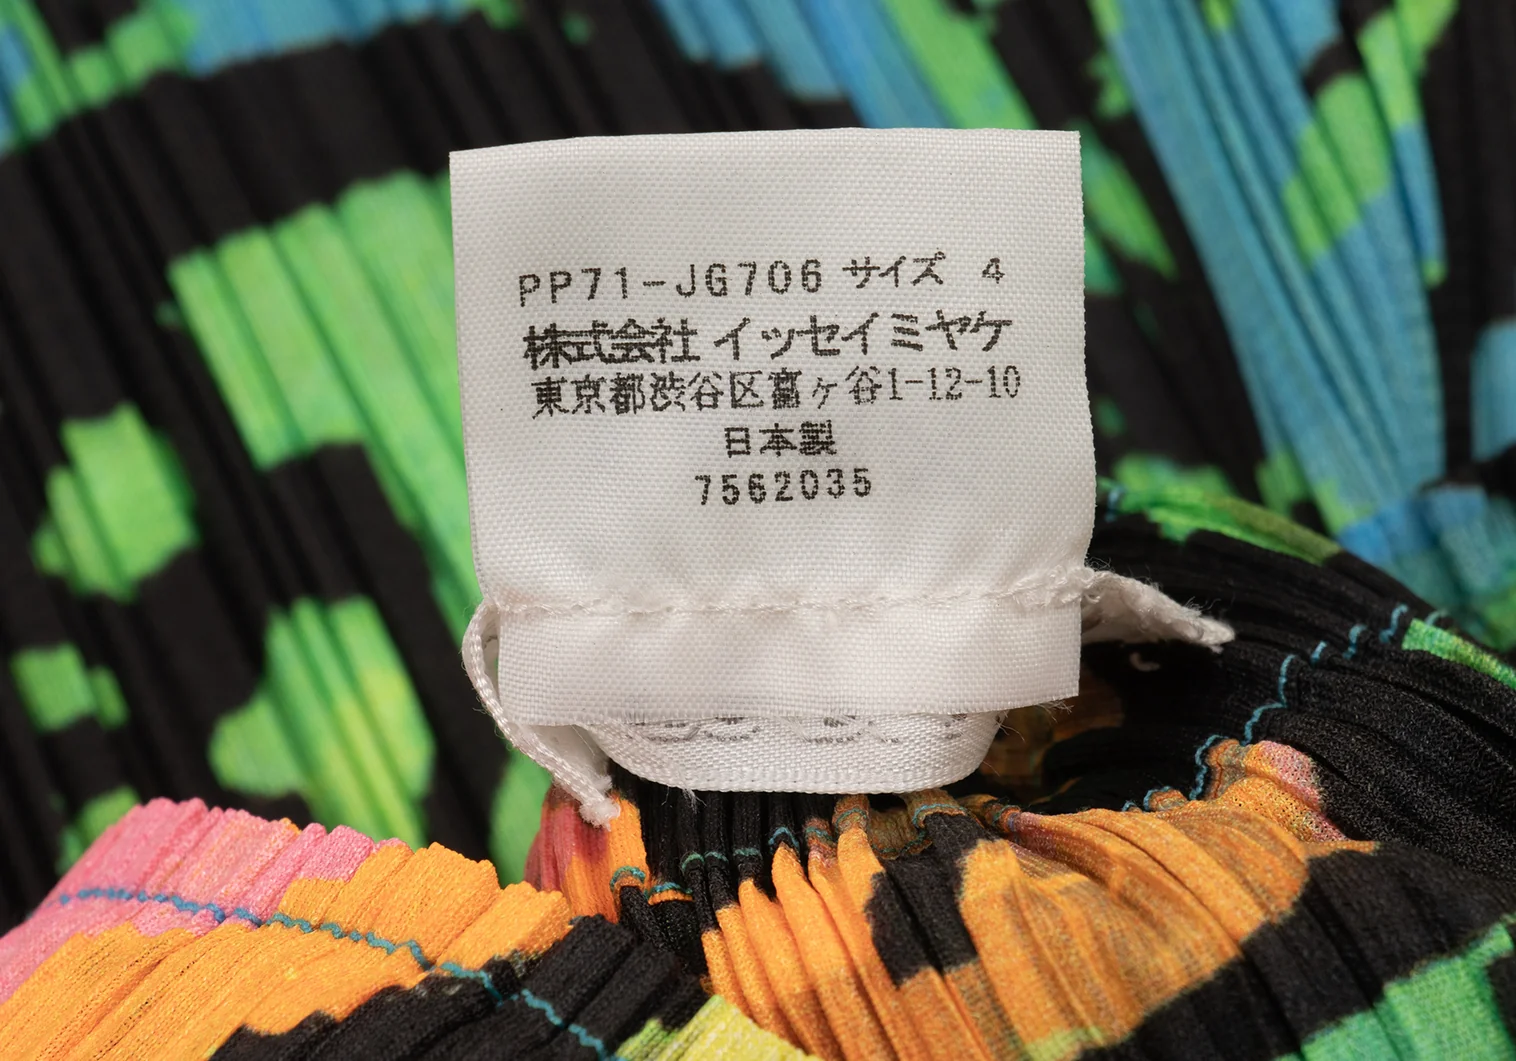 PP71-JG706 サイズ 4
株式会社 イッセイミヤケ
東京都渋谷区富ヶ谷1-12-10
日本製
7562035